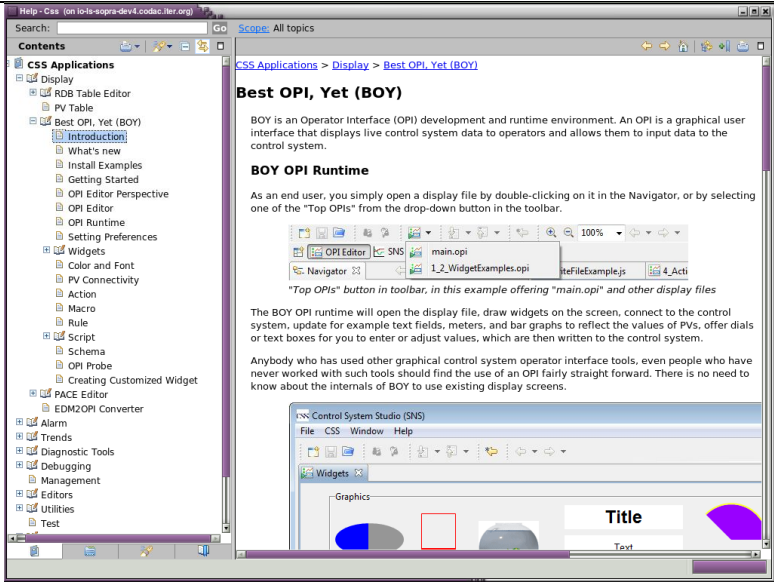 Help - Css (on io-ls-sopra-dev4.codac.iter.org)
Search:
Go
Scope: All topics
Contents
CSS Applications
Display
RDB Table Editor
PV Table
Best OPI, Yet (BOY)
Introduction
What's new
Install Examples
Getting Started
OPI Editor Perspective
OPI Editor
OPI Runtime
Setting Preferences
Widgets
Color and Font
PV Connectivity
Action
Macro
Rule
Script
Schema
OPI Probe
Creating Customized Widget
PACE Editor
EDM2OPI Converter
Alarm
Trends
Diagnostic Tools
Debugging
Management
Editors
Utilities
Test
CSS Applications > Display > Best OPI, Yet (BOY)
Best OPI, Yet (BOY)
BOY is an Operator Interface (OPI) development and runtime environment. An OPI is a graphical user
interface that displays live control system data to operators and allows them to input data to the
control system.
BOY OPI Runtime
As an end user, you simply open a display file by double-clicking on it in the Navigator, or by selecting
one of the "Top OPIs" from the drop-down button in the toolbar.
100%
OPI Editor
SNS
main.opi
Navigator
1_2_WidgetExamples.opi
iteFileExample.js
4_Acti
"Top OPIs" button in toolbar, in this example offering "main.opi" and other display files
The BOY OPI runtime will open the display file, draw widgets on the screen, connect to the control
system, update for example text fields, meters, and bar graphs to reflect the values of PVs, offer dials
or text boxes for you to enter or adjust values, which are then written to the control system.
Anybody who has used other graphical control system operator interface tools, even people who have
never worked with such tools should find the use of an OPI fairly straight forward. There is no need to
know about the internals of BOY to use existing display screens.
CSS Control System Studio (SNS)
File CSS Window Help
Widgets
Graphics
Title
Text